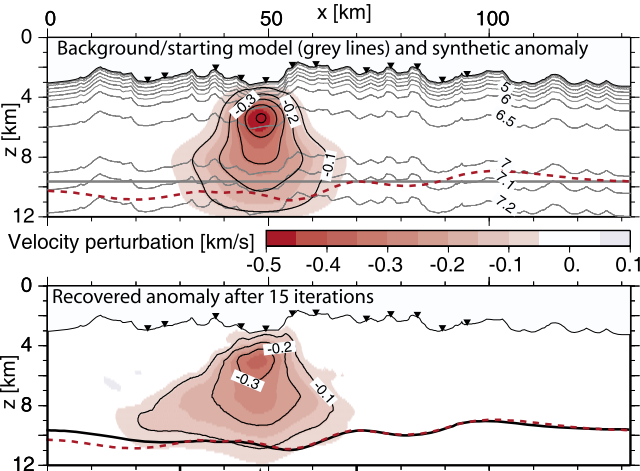 0 50 100
x [km]
0
Background/starting model (grey lines) and synthetic anomaly
4
-0.3
-0.2
5
6
6.5
z [km]
8
-0.1
7
7.1
7.2
12
Velocity perturbation [km/s]
-0.5 -0.4 -0.3 -0.2 -0.1 0. 0.1
0
Recovered anomaly after 15 iterations
4
-0.2
-0.3
-0.1
z [km]
8
12